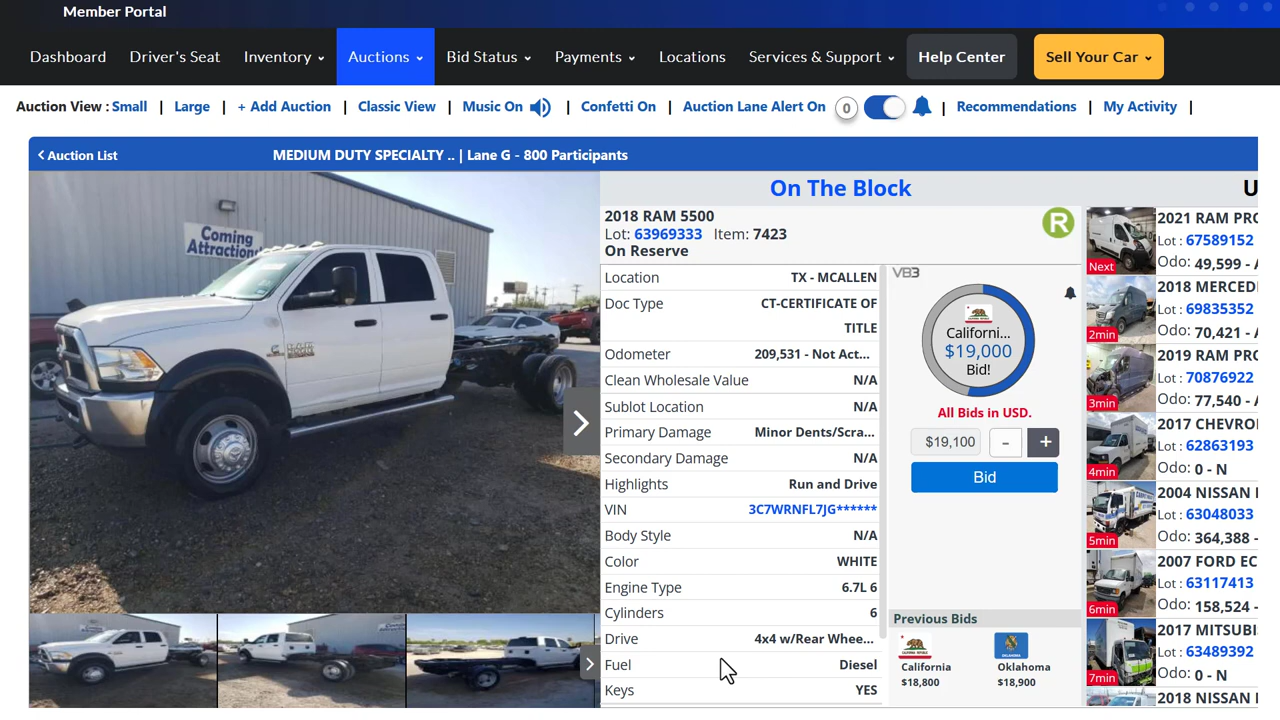 Member Portal
Dashboard
Driver's Seat
Inventory
Auctions
Bid Status
Payments
Locations
Services & Support
Help Center
Sell Your Car
Auction View : Small | Large | + Add Auction | Classic View | Music On | Confetti On | Auction Lane Alert On 0 | Recommendations | My Activity |
Auction List
MEDIUM DUTY SPECIALTY .. | Lane G - 800 Participants
Coming
Attractions
On The Block
2018 RAM 5500
Lot: 63969333 Item: 7423
On Reserve
R
Location TX - MCALLEN
Doc Type CT-CERTIFICATE OF
TITLE
Odometer 209,531 - Not Act...
Clean Wholesale Value N/A
Sublot Location N/A
Primary Damage Minor Dents/Scra...
Secondary Damage N/A
Highlights Run and Drive
VIN 3C7WRNFL7JG******
Body Style N/A
Color WHITE
Engine Type 6.7L 6
Cylinders 6
Drive 4x4 w/Rear Whee...
Fuel Diesel
Keys YES
VB3
Californi...
$19,000
Bid!
All Bids in USD.
$19,100
-
+
Bid
Previous Bids
California
$18,800
Oklahoma
$18,900
U
2021 RAM PRO
Lot : 67589152
Odo: 49,599 - A
Next
2018 MERCEDE
Lot : 69835352
Odo: 70,421 - A
2min
2019 RAM PRO
Lot : 70876922
Odo: 77,540 - A
3min
2017 CHEVRO
Lot : 62863193
Odo: 0 - N
4min
2004 NISSAN
Lot : 63048033
Odo: 364,388 -
5min
2007 FORD EC
Lot : 63117413
Odo: 158,524 -
6min
2017 MITSUBI
Lot : 63489392
Odo: 0 - N
7min
2018 NISSAN